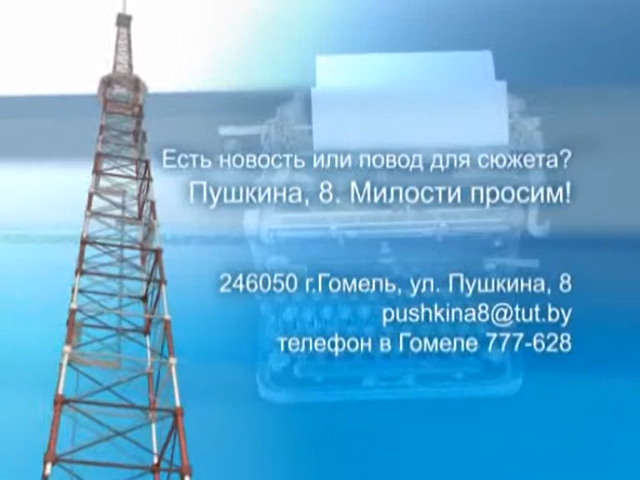 Есть новость или повод для сюжета?
Пушкина, 8. Милости просим!
246050 г.Гомель, ул. Пушкина, 8
pushkina8@tut.by
телефон в Гомеле 777-628